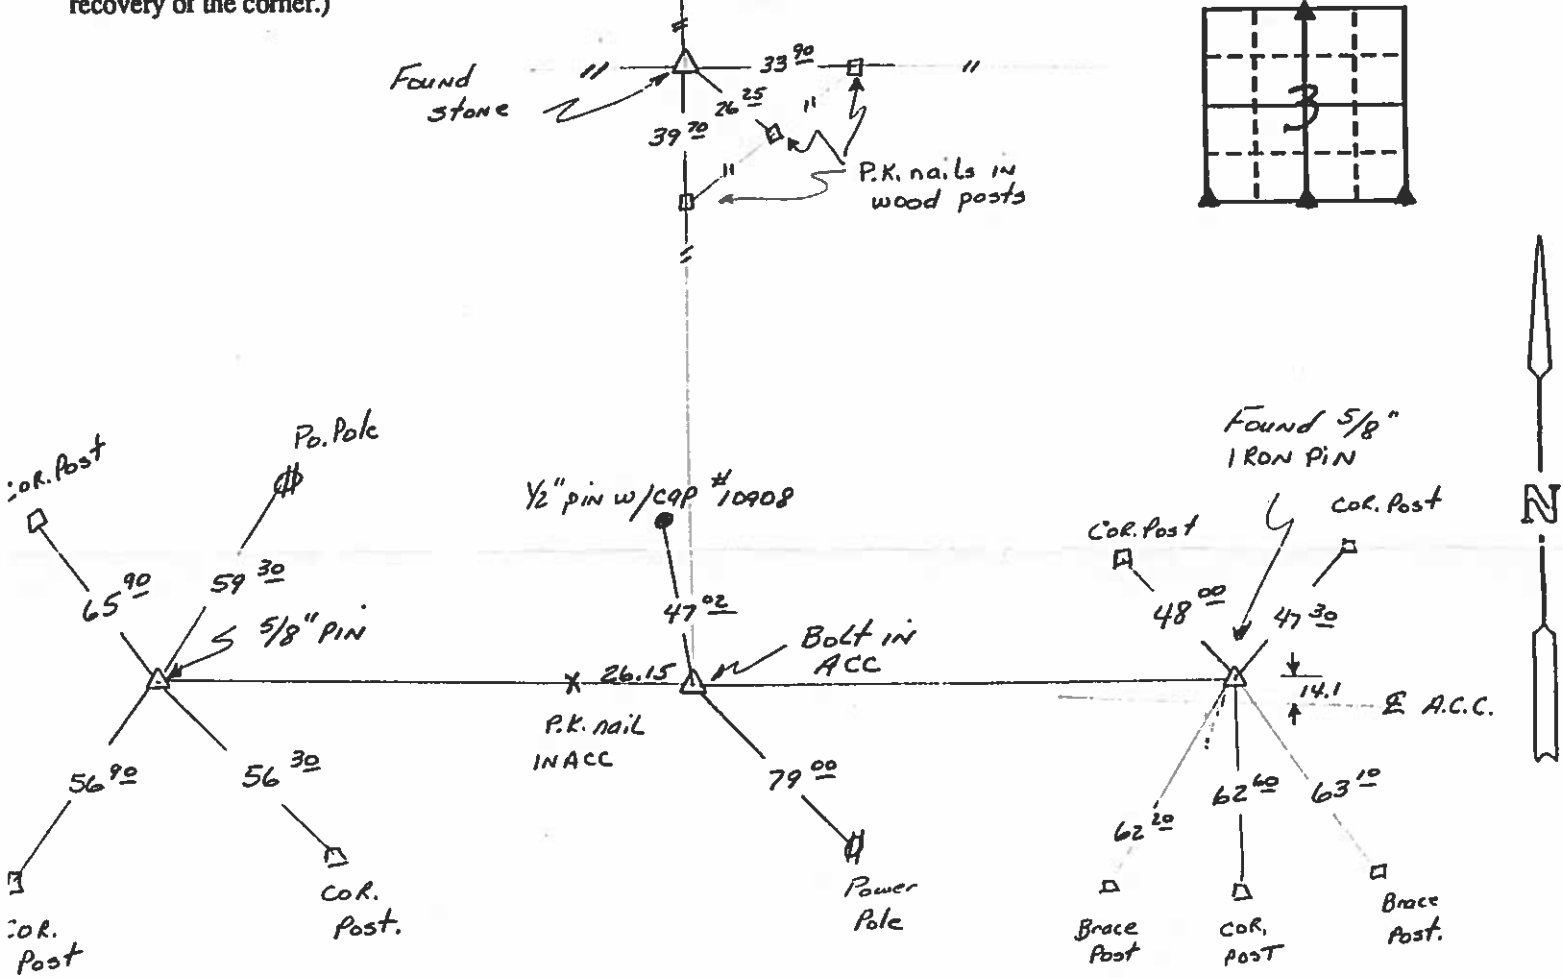 recovery of the corner.)
Found
stone
33 90
26 25
39 70
P.K. nails in
wood posts
3
Found 5/8"
IRON PIN
Po. Pole
COR. Post
1/2" pin w/cap #10908
COR. Post
COR. Post
65 90
59 30
5/8" PIN
47 02
Bolt in
ACC
48 00
47 30
26.15
P.K. nail
IN ACC
14.1
℄ A.C.C.
N
56 90
56 30
79 00
62 20
62 60
63 10
COR.
Post
COR.
Post.
Power
Pole
Brace
Post
COR.
POST
Brace
Post.